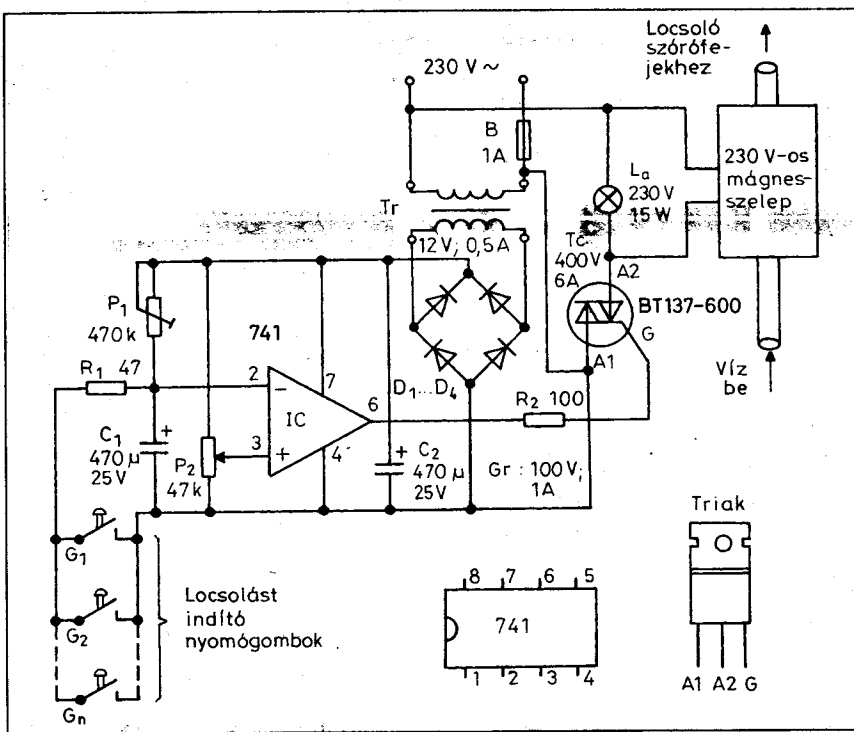 Locsoló
szórófe-
jekhez
230 V ~
B
1A
230 V-os
mágnes-
szelep
La
230 V
15 W
Tr
12 V; 0,5 A
Tc
400 V
6A
A2
BT137-600
G
A1
P1
470 k
741
R1 47
2
7
−
IC
6
D1...D4
R2 100
Víz
be
C1
+
470 µ
25V
3
+
4
P2
47k
+
C2
470 µ
25V
Gr : 100 V;
1A
Triak
G1
G2
Gn
Locsolást
indító
nyomógombok
8 7 6 5
741
1 2 3 4
A1 A2 G